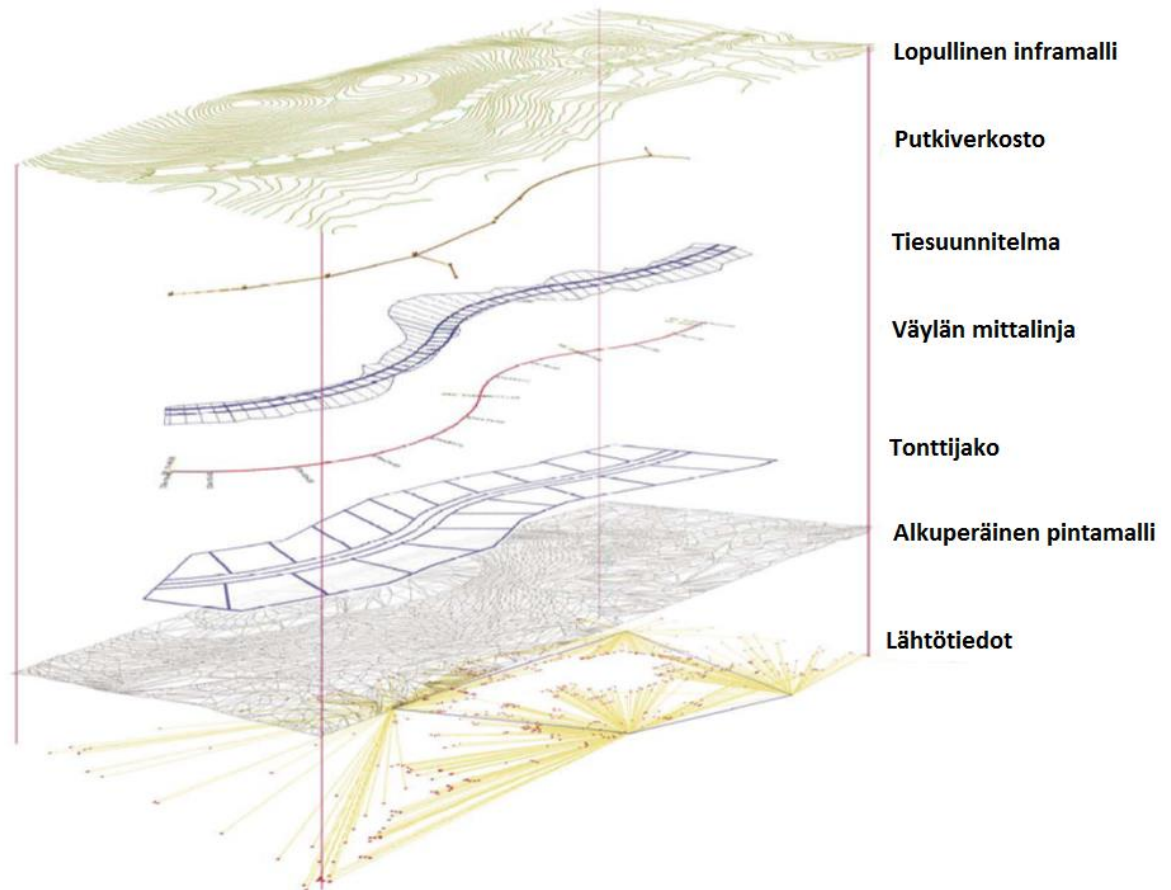 Lopullinen inframalli
Putkiverkosto
Tiesuunnitelma
Väylän mittalinja
Tonttijako
Alkuperäinen pintamalli
Lähtötiedot